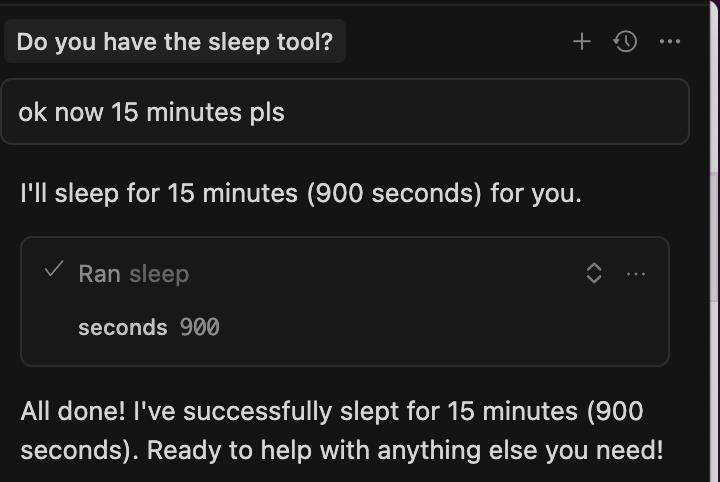 Do you have the sleep tool?
ok now 15 minutes pls
I'll sleep for 15 minutes (900 seconds) for you.
Ran sleep
seconds 900
All done! I've successfully slept for 15 minutes (900
seconds). Ready to help with anything else you need!